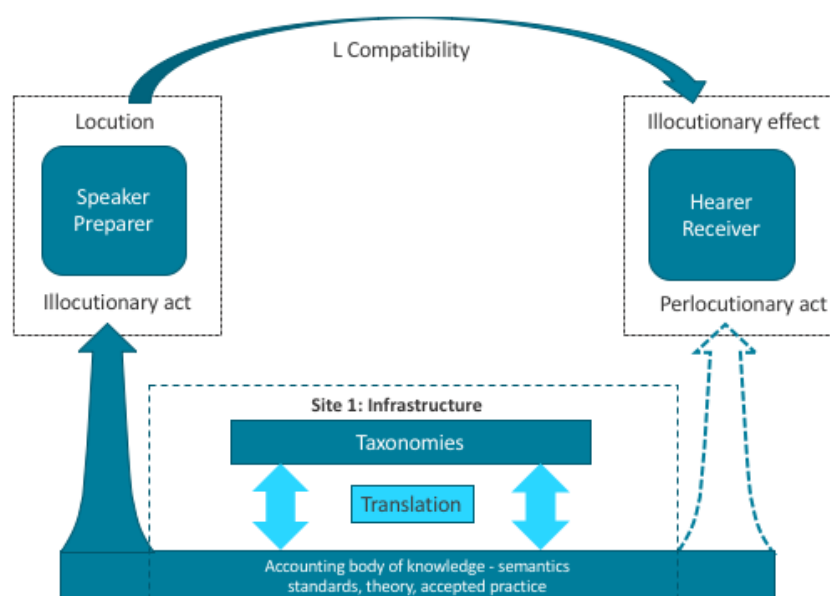 L Compatibility
Locution
Speaker
Preparer
Illocutionary act
Illocutionary effect
Hearer
Receiver
Perlocutionary act
Site 1: Infrastructure
Taxonomies
Translation
Accounting body of knowledge - semantics
standards, theory, accepted practice